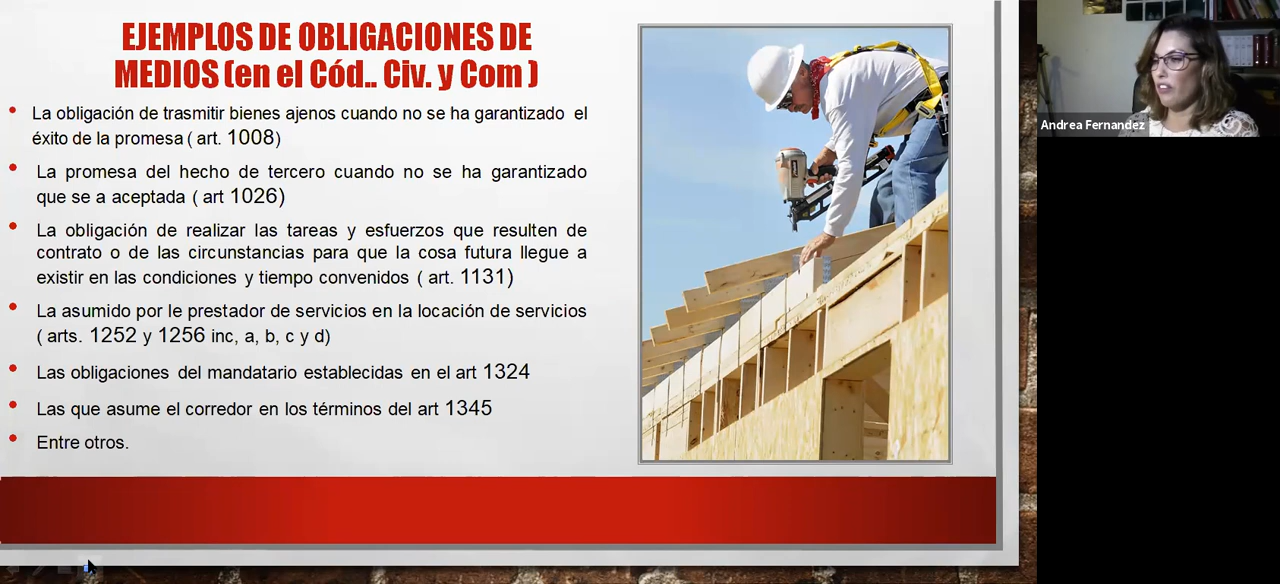 EJEMPLOS DE OBLIGACIONES DE
MEDIOS (en el Cód.. Civ. y Com )
• La obligación de trasmitir bienes ajenos cuando no se ha garantizado el
éxito de la promesa ( art. 1008)
• La promesa del hecho de tercero cuando no se ha garantizado
que se a aceptada ( art 1026)
• La obligación de realizar las tareas y esfuerzos que resulten de
contrato o de las circunstancias para que la cosa futura llegue a
existir en las condiciones y tiempo convenidos ( art. 1131)
• La asumido por le prestador de servicios en la locación de servicios
( arts. 1252 y 1256 inc, a, b, c y d)
• Las obligaciones del mandatario establecidas en el art 1324
• Las que asume el corredor en los términos del art 1345
• Entre otros.
Andrea Fernandez